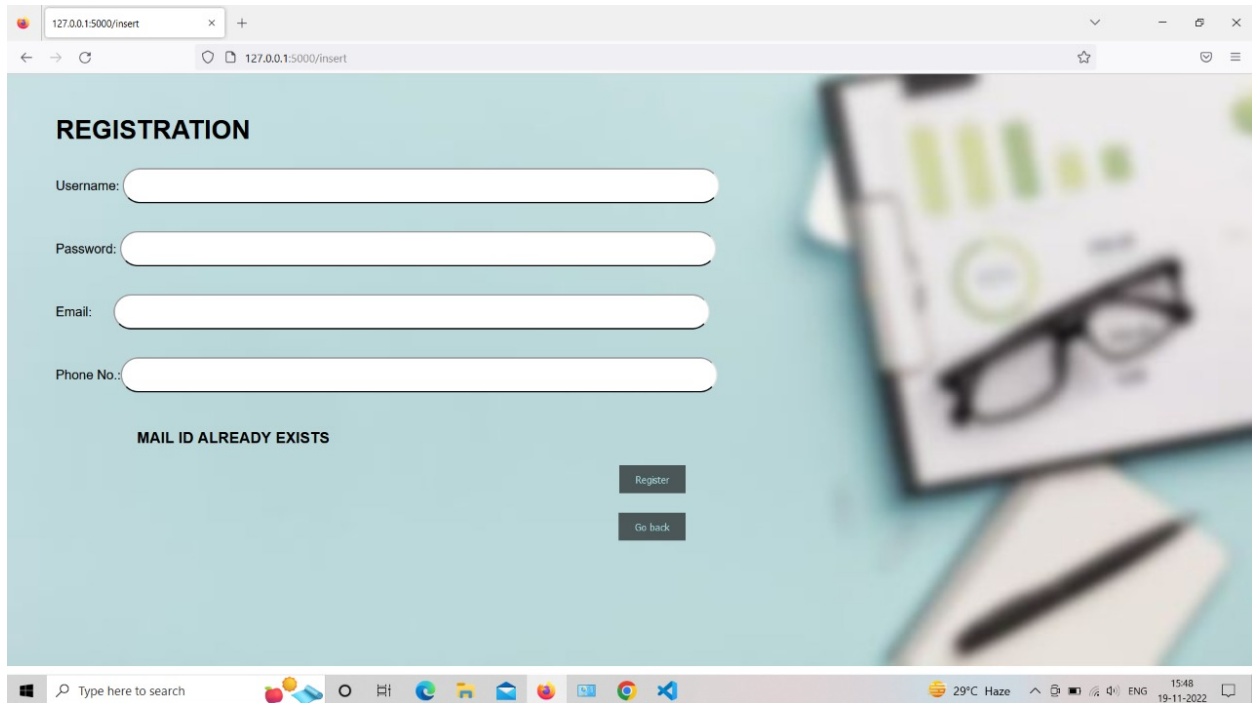 127.0.0.1:5000/insert
127.0.0.1:5000/insert
REGISTRATION
Username:
Password:
Email:
Phone No.:
MAIL ID ALREADY EXISTS
Register
Go back
Type here to search
29°C Haze
ENG
15:48
19-11-2022